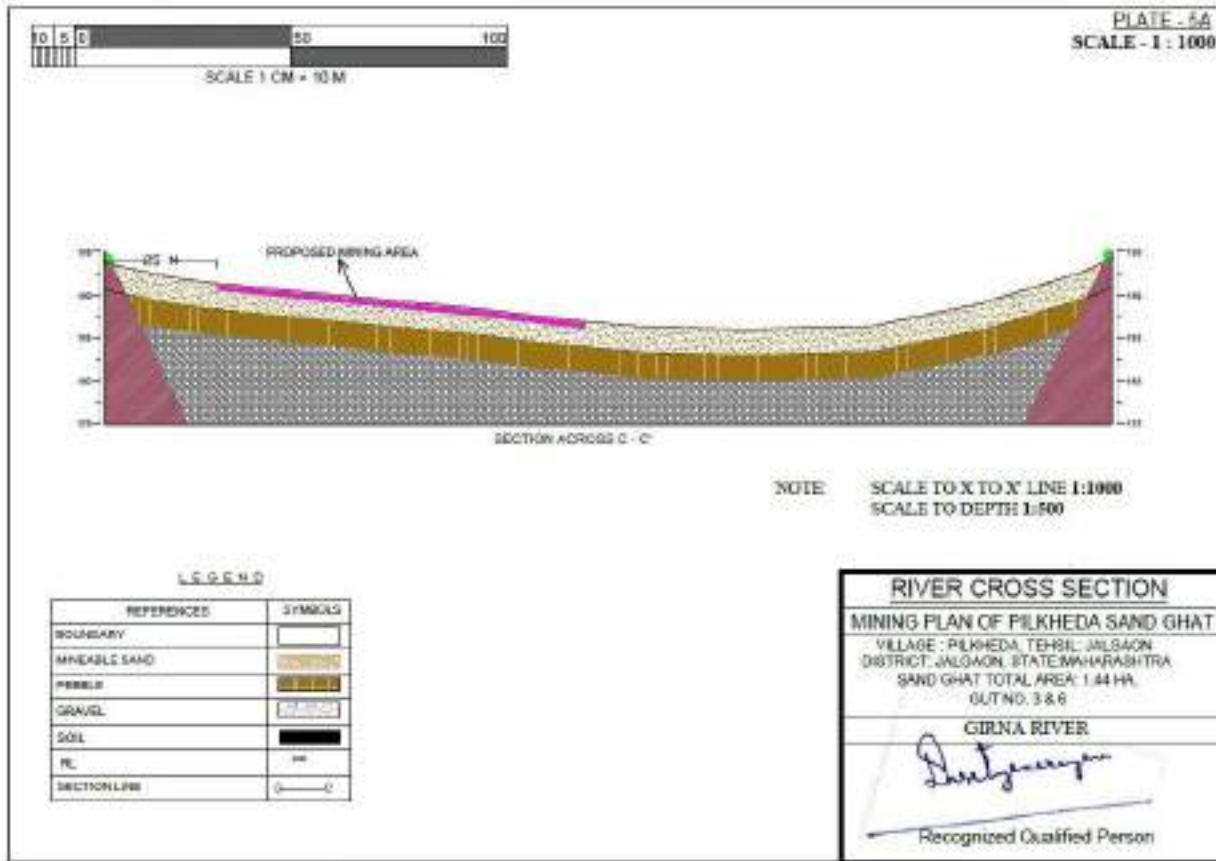 PLATE - 5A
SCALE - 1 : 1000
10 5 0 50 100
SCALE 1 CM = 10 M
PROPOSED MINING AREA
SECTION ACROSS C - C'
NOTE SCALE TO X TO X' LINE 1:1000
SCALE TO DEPTH 1:500
LEGEND
REFERENCES SYMBOLS
BOUNDARY
MINEABLE SAND
PEBBLE
GRAVEL
SOIL
RL
SECTION LINE
RIVER CROSS SECTION
MINING PLAN OF PILKHEDA SAND GHAT
VILLAGE : PILKHEDA, TEHSIL: JALGAON
DISTRICT: JALGAON, STATE:MAHARASHTRA
SAND GHAT TOTAL AREA: 1.44 HA.
GUT NO. 3 & 6
GIRNA RIVER
Recognized Qualified Person